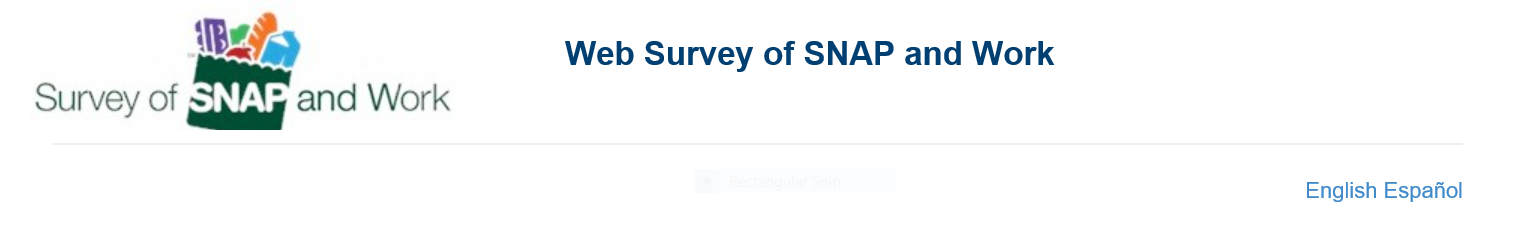 Survey of SNAP and Work
Web Survey of SNAP and Work
Rectangular Snip
English Español